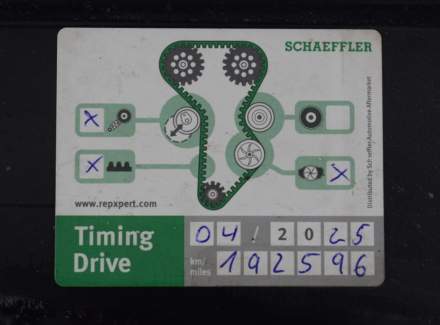 SCHAEFFLER
x
x
x
www.repxpert.com
Distributed by Schaeffler Automotive Aftermarket
Timing Drive
04/2025
km/miles
192596